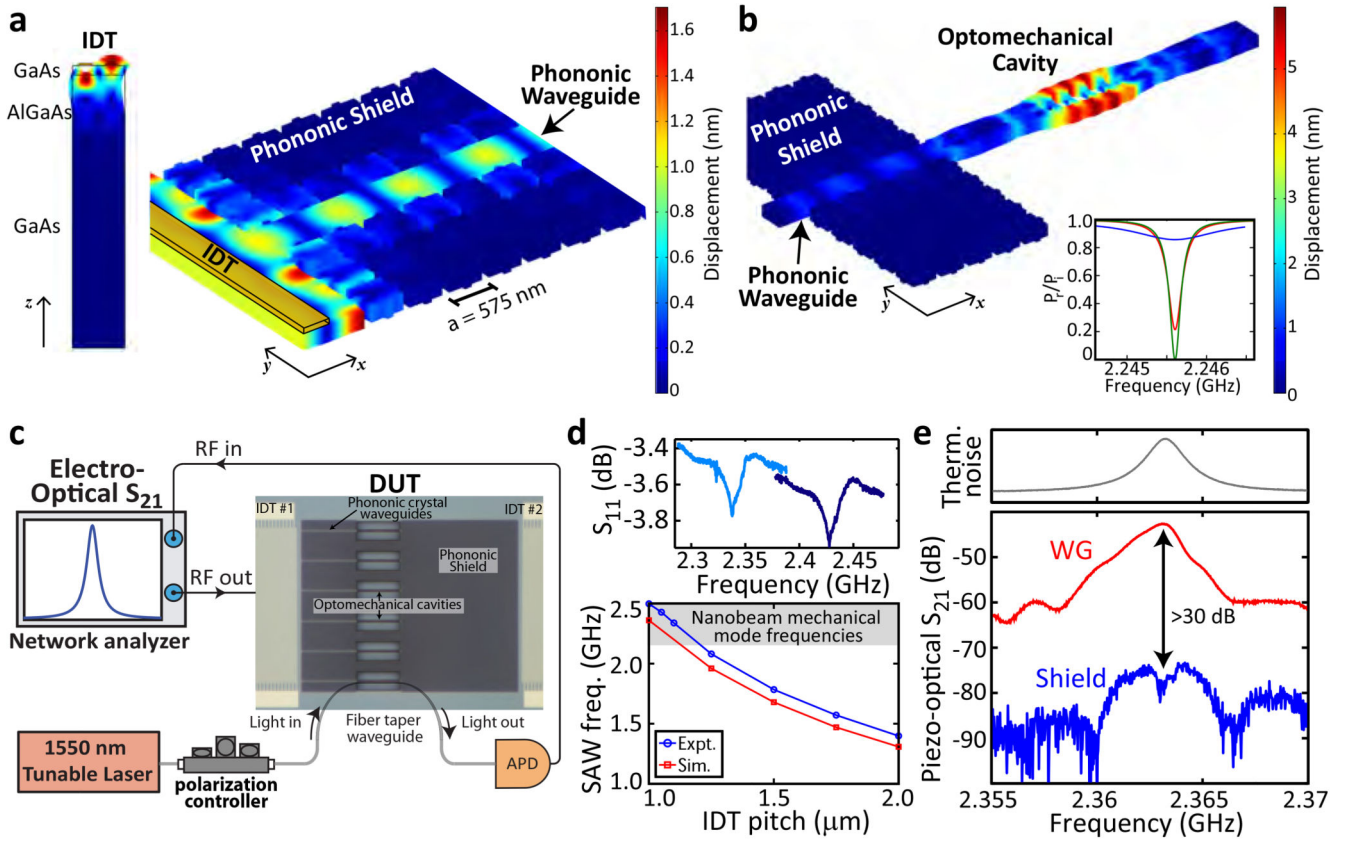 a
IDT
GaAs
AlGaAs
GaAs
z
Phononic Shield
Phononic
Waveguide
IDT
a = 575 nm
y
x
Displacement (nm)
1.6
1.4
1.2
1.0
0.8
0.6
0.4
0.2
0
b
Optomechanical
Cavity
Phononic
Shield
Phononic
Waveguide
y
x
Displacement (nm)
5
4
3
2
1
0
Pr/Pi
1.0
0.8
0.6
0.4
0.2
0
2.245
2.246
Frequency (GHz)
c
RF in
Electro-
Optical S21
DUT
IDT #1
Phononic crystal
waveguides
IDT #2
Phononic
Shield
RF out
Optomechanical cavities
Network analyzer
Light in
Fiber taper
waveguide
Light out
1550 nm
Tunable Laser
polarization
controller
APD
d
S11 (dB)
-3.4
-3.6
-3.8
2.3
2.35
2.4
2.45
Frequency (GHz)
SAW freq. (GHz)
2.5
2.0
1.5
1.0
Nanobeam mechanical
mode frequencies
Expt.
Sim.
1.0
1.5
2.0
IDT pitch (μm)
e
Therm.
noise
Piezo-optical S21 (dB)
-50
-60
-70
-80
-90
WG
>30 dB
Shield
2.355
2.36
2.365
2.37
Frequency (GHz)